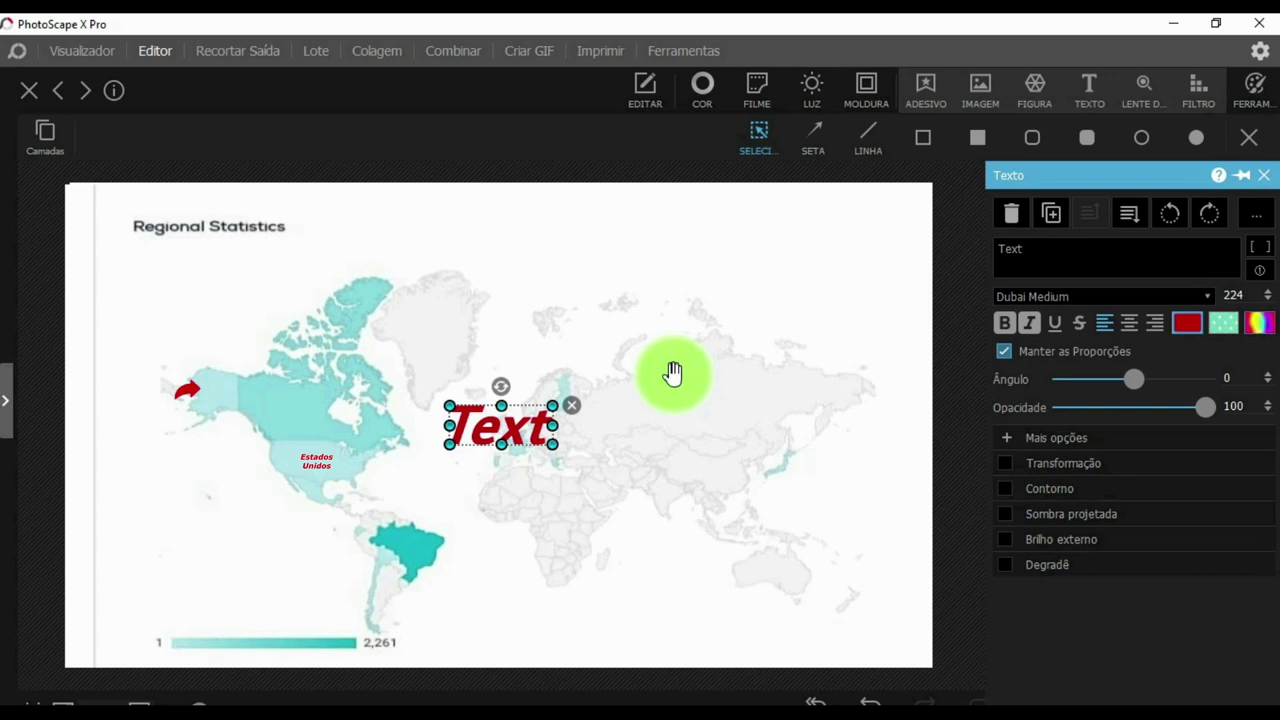 PhotoScape X Pro
Visualizador Editor Recortar Saída Lote Colagem Combinar Criar GIF Imprimir Ferramentas
EDITAR COR FILME LUZ MOLDURA ADESIVO IMAGEM FIGURA TEXTO LENTE D... FILTRO FERRAM...
Camadas SELECI... SETA LINHA
Texto
Regional Statistics
Text
Dubai Medium 224
B I U S
Manter as Proporções
Ângulo 0
Opacidade 100
Text
Mais opções
Estados
Unidos
Transformação
Contorno
Sombra projetada
Brilho externo
Degradê
1 2,261